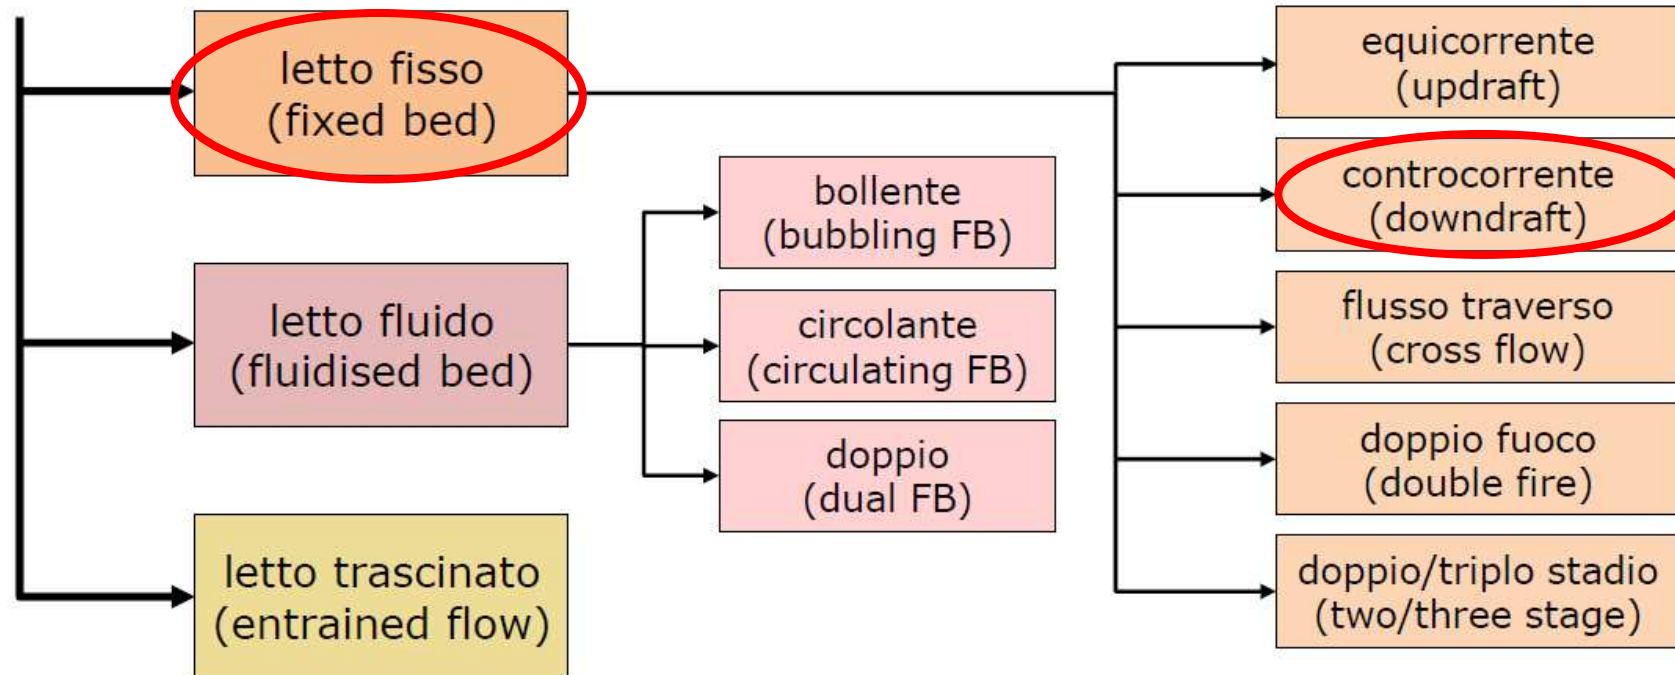 letto fisso
(fixed bed)
letto fluido
(fluidised bed)
letto trascinato
(entrained flow)
bollente
(bubbling FB)
circolante
(circulating FB)
doppio
(dual FB)
equicorrente
(updraft)
controcorrente
(downdraft)
flusso traverso
(cross flow)
doppio fuoco
(double fire)
doppio/triplo stadio
(two/three stage)